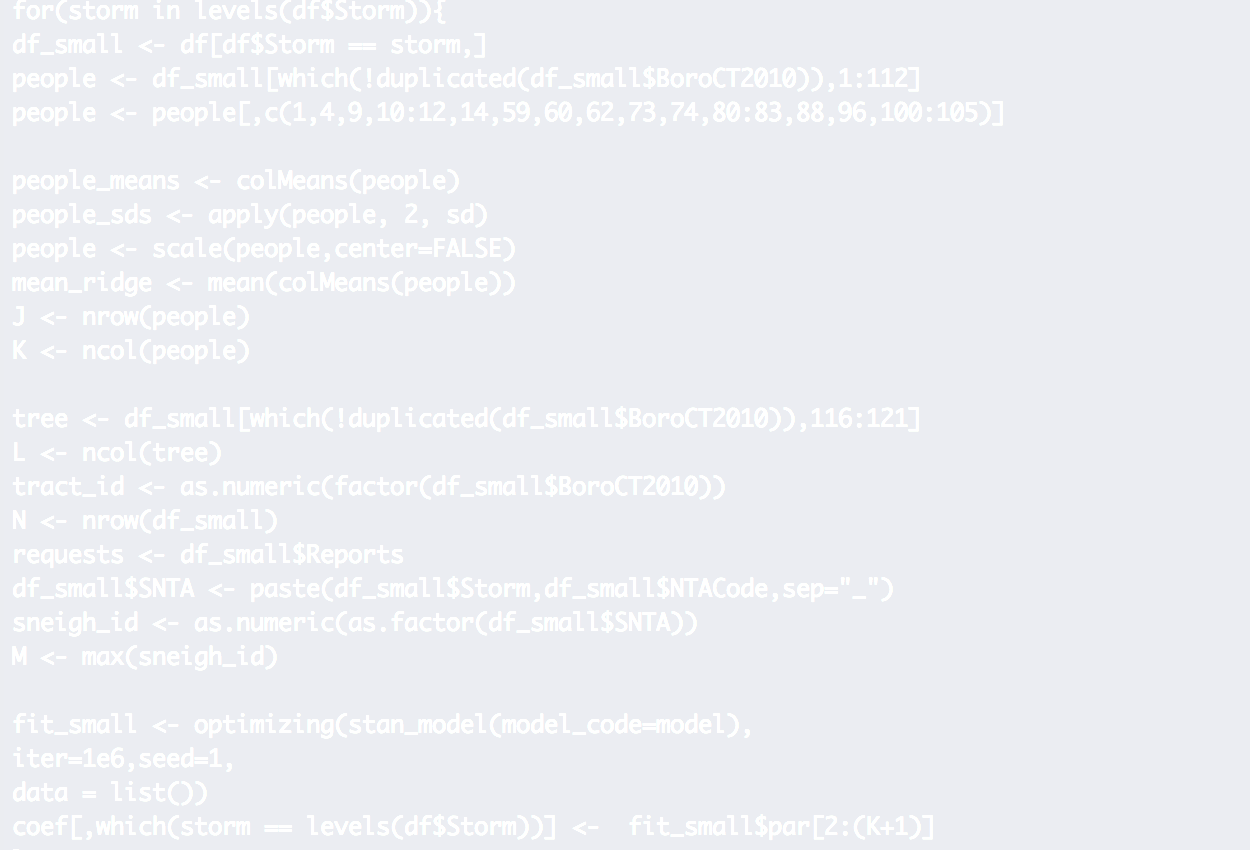 for(storm in levels(df$Storm)){
df_small <- df[df$Storm == storm,]
people <- df_small[which(!duplicated(df_small$BoroCT2010)),1:112]
people <- people[,c(1,4,9,10:12,14,59,60,62,73,74,80:83,88,96,100:105)]
people_means <- colMeans(people)
people_sds <- apply(people, 2, sd)
people <- scale(people,center=FALSE)
mean_ridge <- mean(colMeans(people))
J <- nrow(people)
K <- ncol(people)
tree <- df_small[which(!duplicated(df_small$BoroCT2010)),116:121]
L <- ncol(tree)
tract_id <- as.numeric(factor(df_small$BoroCT2010))
N <- nrow(df_small)
requests <- df_small$Reports
df_small$SNTA <- paste(df_small$Storm,df_small$NTACode,sep="_")
sneigh_id <- as.numeric(as.factor(df_small$SNTA))
M <- max(sneigh_id)
fit_small <- optimizing(stan_model(model_code=model),
iter=1e6,seed=1,
data = list())
coef[,which(storm == levels(df$Storm))] <-  fit_small$par[2:(K+1)]